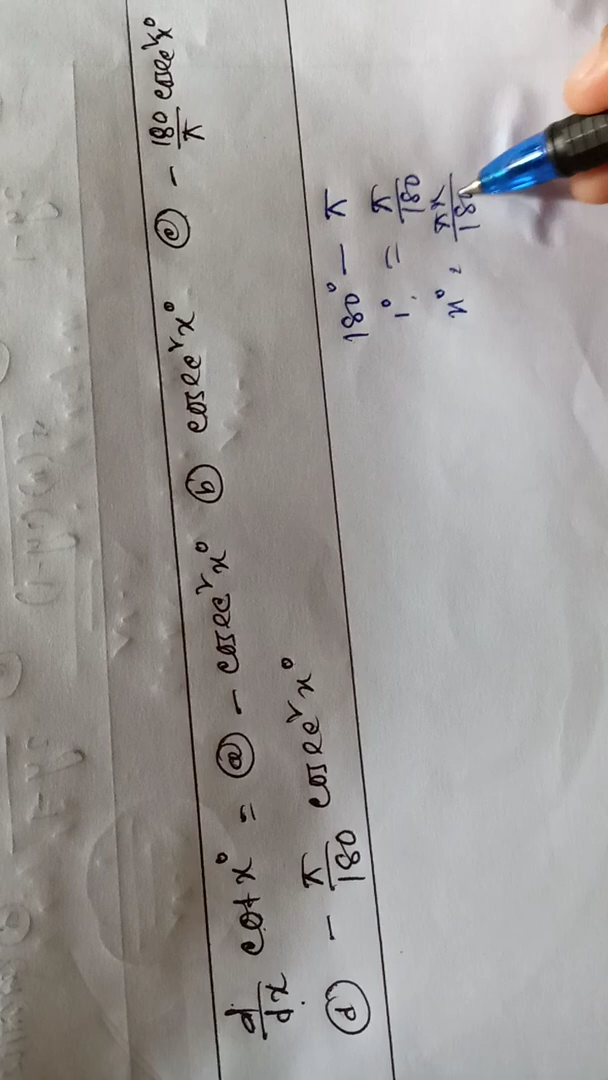 d/dx cot x° = ⓐ - cosec²x° ⓑ cosec²x° ⓒ - 180/π cosec²x°
ⓓ - π/180 cosec²x°
180° — π
1° = π/180
x° = πx/180